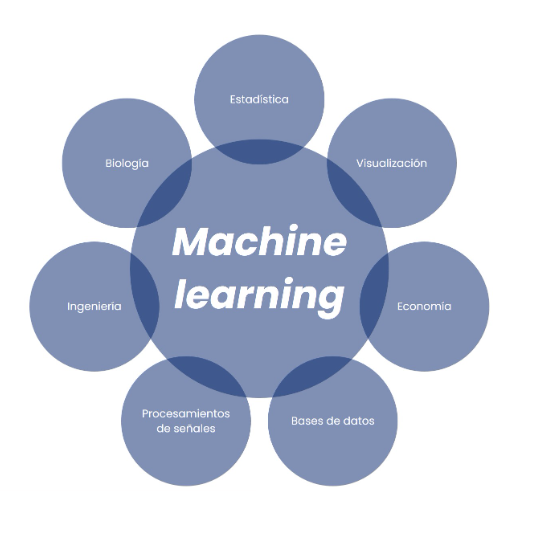 Estadística
Biología
Visualización
Machine
learning
Ingeniería
Economía
Procesamientos
de señales
Bases de datos